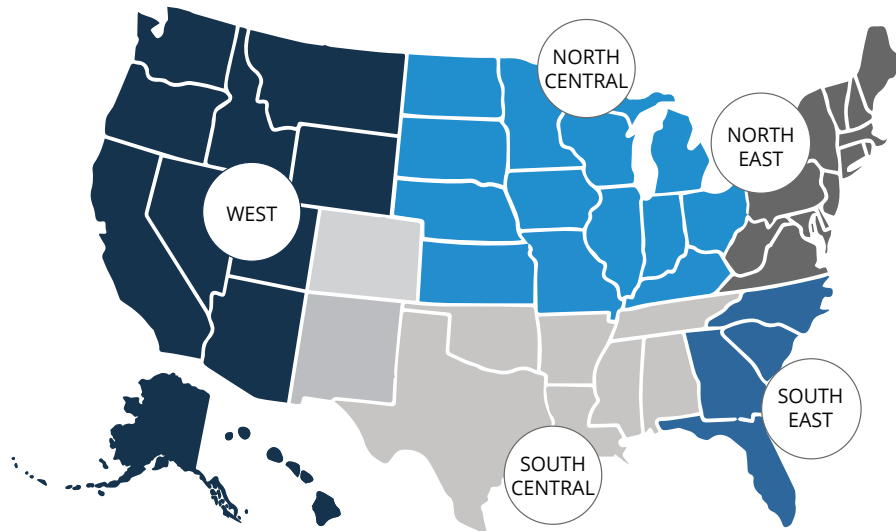 NORTH
CENTRAL
NORTH
EAST
WEST
SOUTH
EAST
SOUTH
CENTRAL